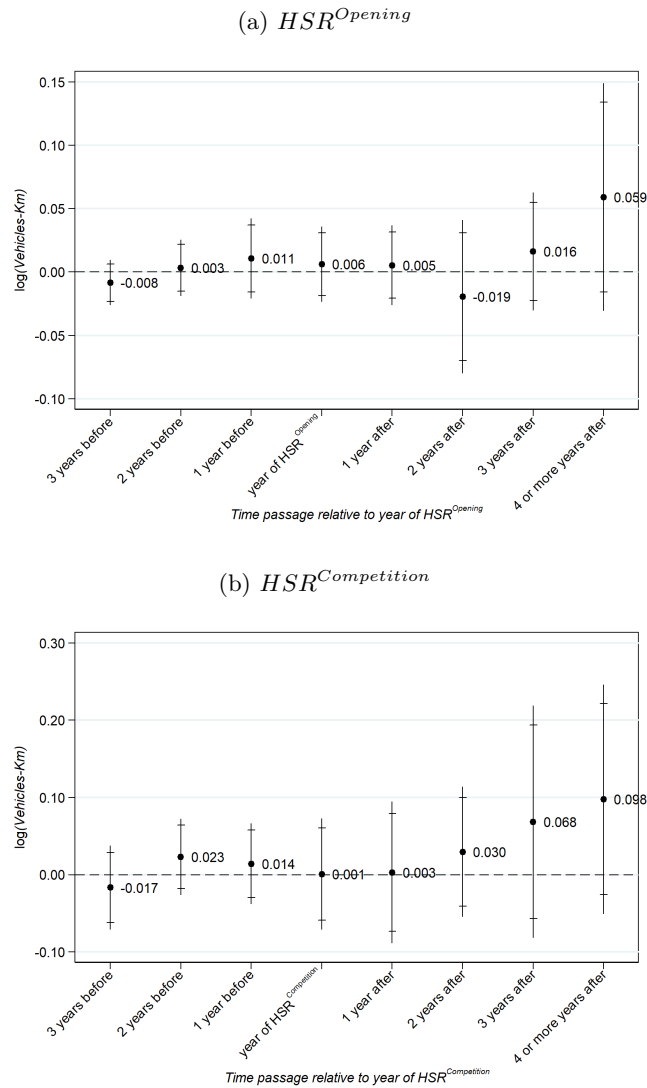 (a) HSR^Opening
0.15
0.10
0.05
0.00
-0.05
-0.10
log(Vehicles-Km)
-0.008
0.003
0.011
0.006
0.005
-0.019
0.016
0.059
3 years before
2 years before
1 year before
year of HSR^Opening
1 year after
2 years after
3 years after
4 or more years after
Time passage relative to year of HSR^Opening
(b) HSR^Competition
0.30
0.20
0.10
0.00
-0.10
log(Vehicles-Km)
-0.017
0.023
0.014
0.001
0.003
0.030
0.068
0.098
3 years before
2 years before
1 year before
year of HSR^Competition
1 year after
2 years after
3 years after
4 or more years after
Time passage relative to year of HSR^Competition